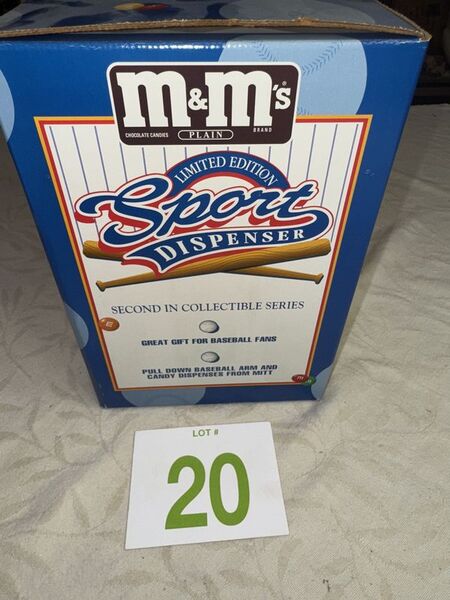 m&m's®
CHOCOLATE CANDIES PLAIN BRAND
LIMITED EDITION
Sport
DISPENSER
SECOND IN COLLECTIBLE SERIES
GREAT GIFT FOR BASEBALL FANS
PULL DOWN BASEBALL ARM AND
CANDY DISPENSES FROM MITT
m
LOT #
20